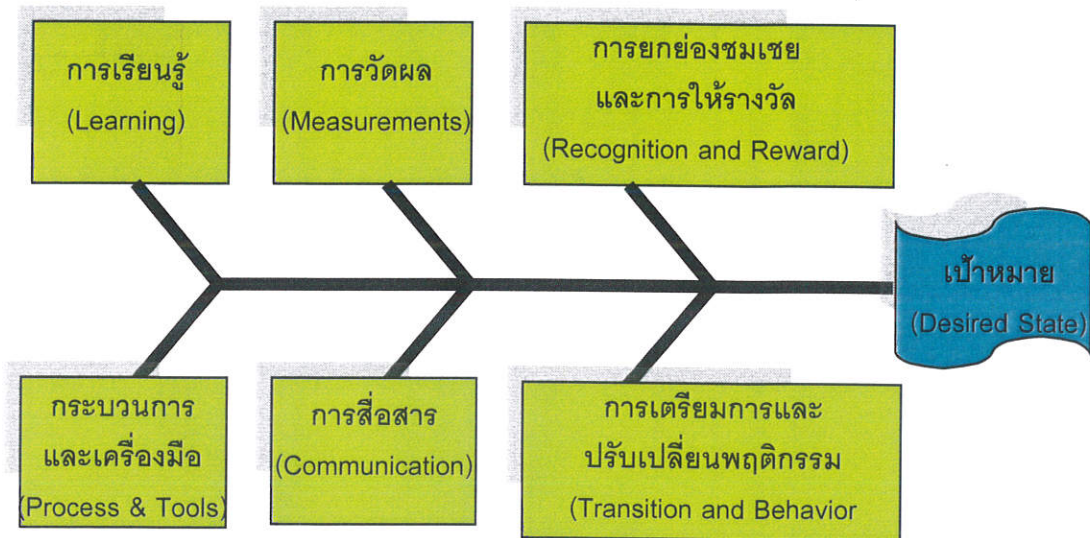 การเรียนรู้
(Learning)
การวัดผล
(Measurements)
การยกย่องชมเชย
และการให้รางวัล
(Recognition and Reward)
เป้าหมาย
(Desired State)
กระบวนการ
และเครื่องมือ
(Process & Tools)
การสื่อสาร
(Communication)
การเตรียมการและ
ปรับเปลี่ยนพฤติกรรม
(Transition and Behavior